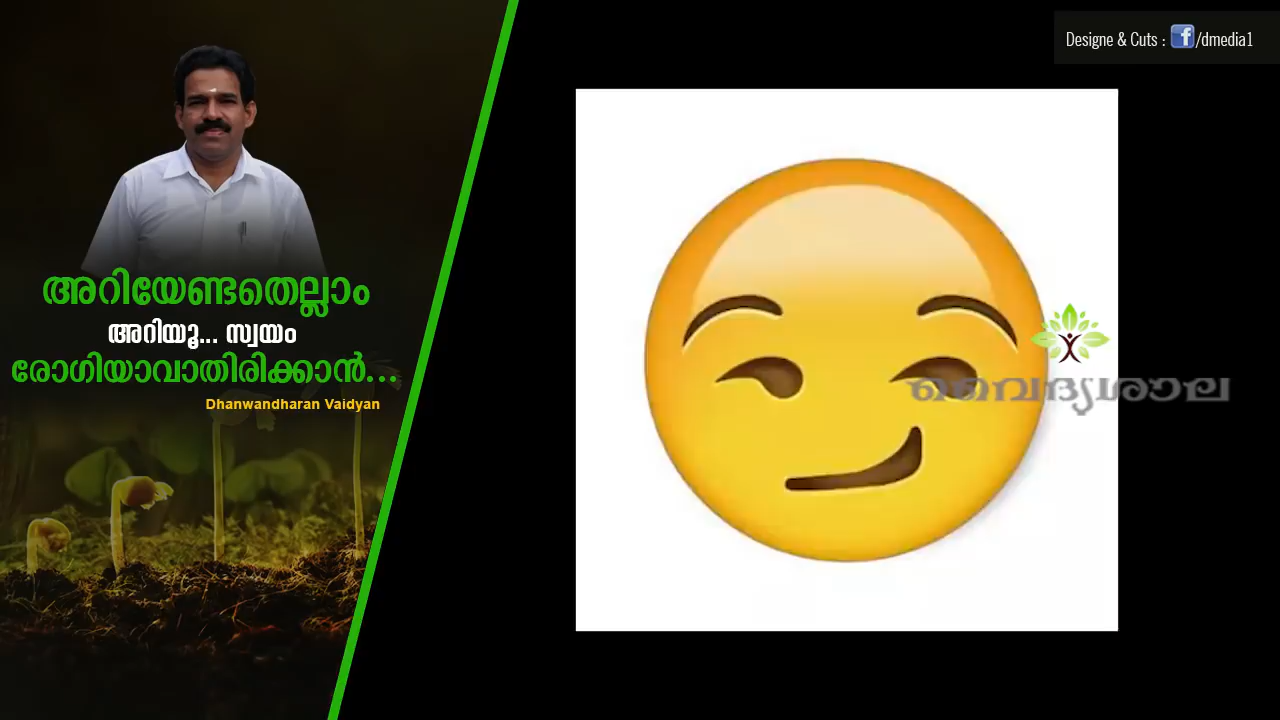 Designe & Cuts : f/dmedia1
അറിയേണ്ടതെല്ലാം
അറിയൂ... സ്വയം
രോഗിയാവാതിരിക്കാൻ...
Dhanwandharan Vaidyan
വൈദ്യശാല